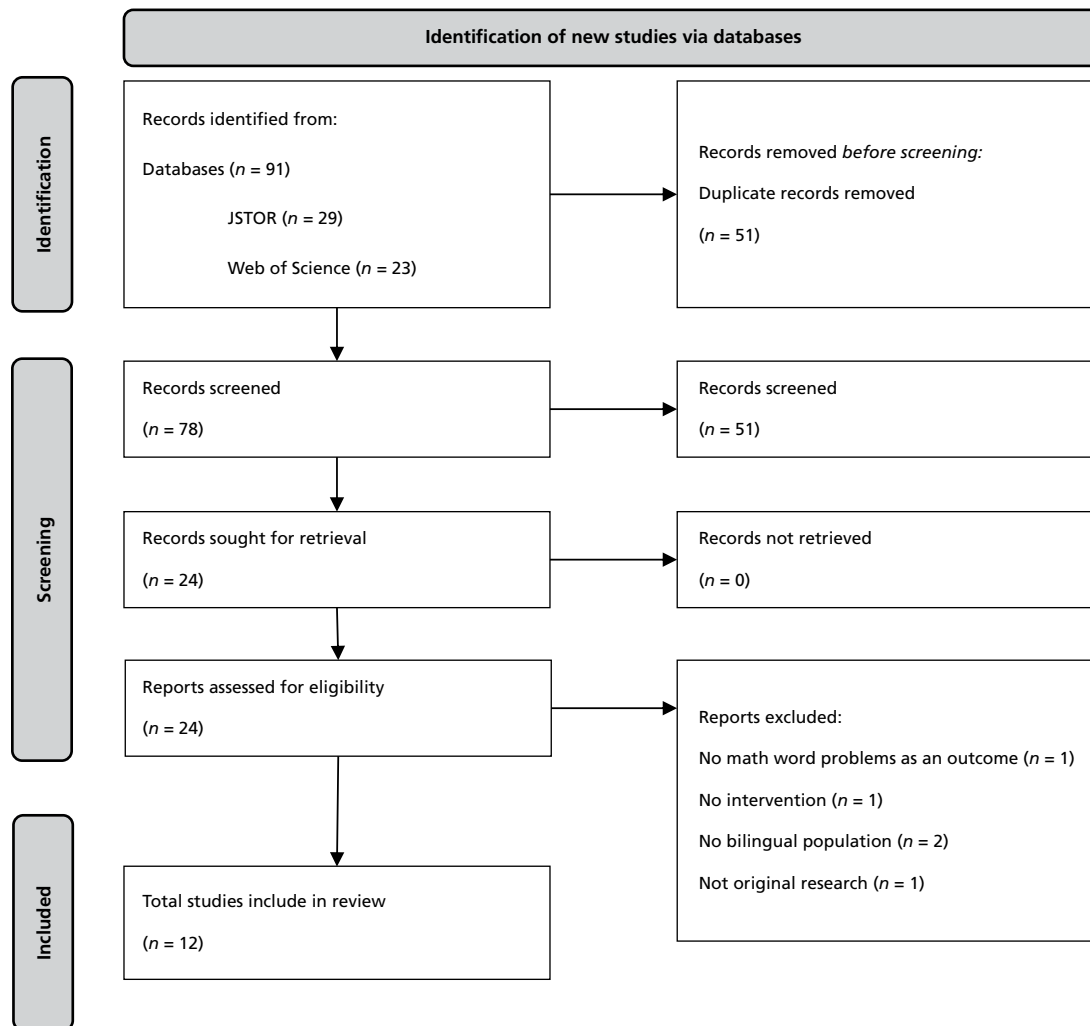 Identification of new studies via databases
Identification
Records identified from:
Databases (n = 91)
JSTOR (n = 29)
Web of Science (n = 23)
Records removed before screening:
Duplicate records removed
(n = 51)
Screening
Records screened
(n = 78)
Records screened
(n = 51)
Records sought for retrieval
(n = 24)
Records not retrieved
(n = 0)
Reports assessed for eligibility
(n = 24)
Reports excluded:
No math word problems as an outcome (n = 1)
No intervention (n = 1)
No bilingual population (n = 2)
Not original research (n = 1)
Included
Total studies include in review
(n = 12)